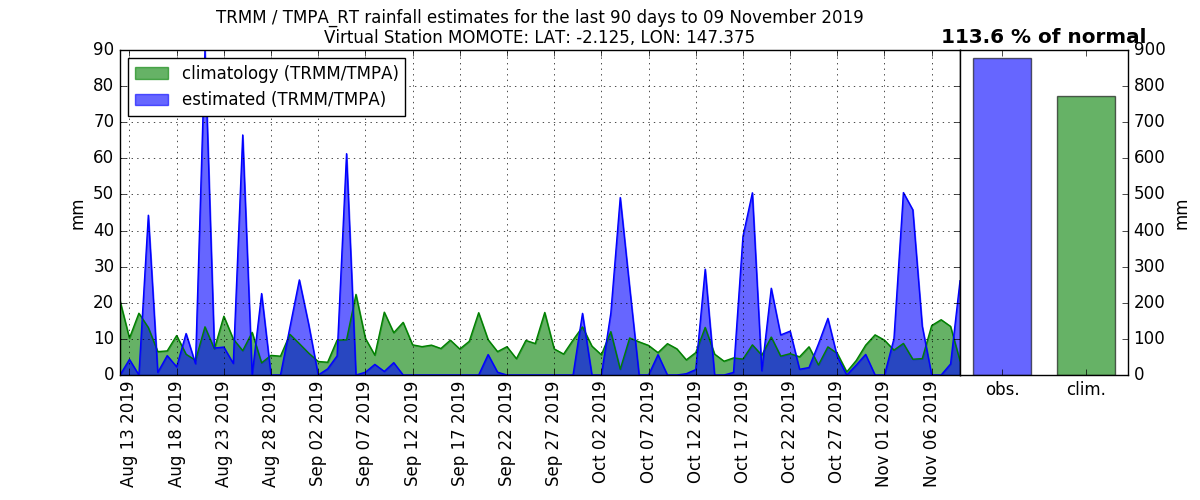 TRMM / TMPA_RT rainfall estimates for the last 90 days to 09 November 2019
Virtual Station MOMOTE: LAT: -2.125, LON: 147.375
113.6 % of normal
climatology (TRMM/TMPA)
estimated (TRMM/TMPA)
mm
90
80
70
60
50
40
30
20
10
0
Aug 13 2019
Aug 18 2019
Aug 23 2019
Aug 28 2019
Sep 02 2019
Sep 07 2019
Sep 12 2019
Sep 17 2019
Sep 22 2019
Sep 27 2019
Oct 02 2019
Oct 07 2019
Oct 12 2019
Oct 17 2019
Oct 22 2019
Oct 27 2019
Nov 01 2019
Nov 06 2019
obs.
clim.
900
800
700
600
500
400
300
200
100
0
mm